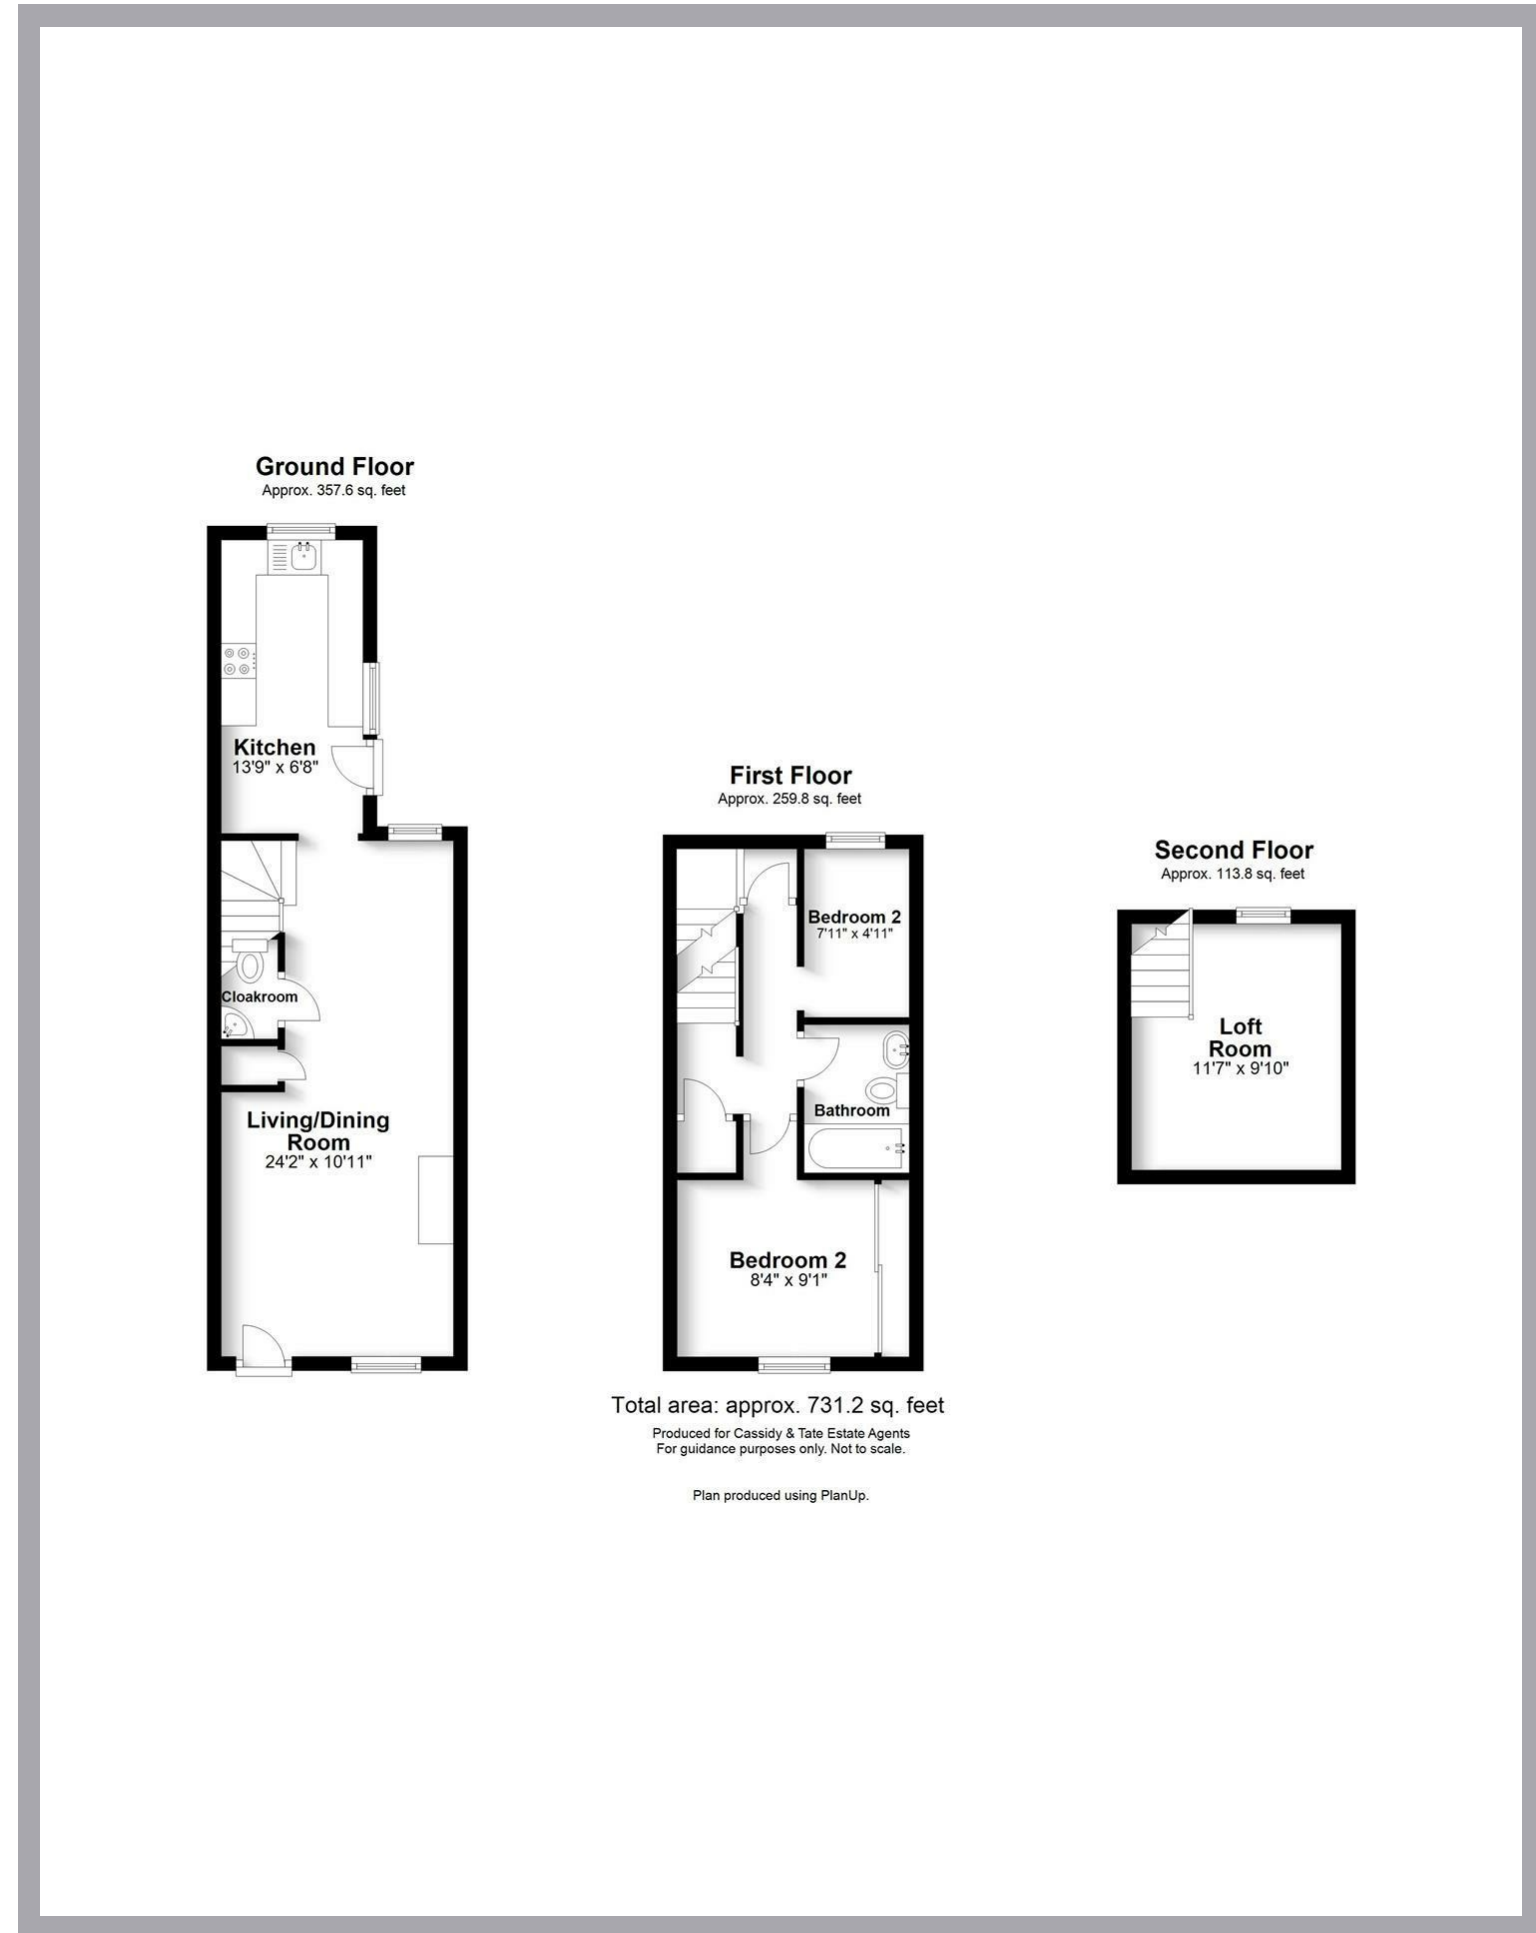 Ground Floor
Approx. 357.6 sq. feet
Kitchen
13'9" x 6'8"
Cloakroom
Living/Dining
Room
24'2" x 10'11"
First Floor
Approx. 259.8 sq. feet
Bedroom 2
7'11" x 4'11"
Bathroom
Bedroom 2
8'4" x 9'1"
Second Floor
Approx. 113.8 sq. feet
Loft
Room
11'7" x 9'10"
Total area: approx. 731.2 sq. feet
Produced for Cassidy & Tate Estate Agents
For guidance purposes only. Not to scale.
Plan produced using PlanUp.